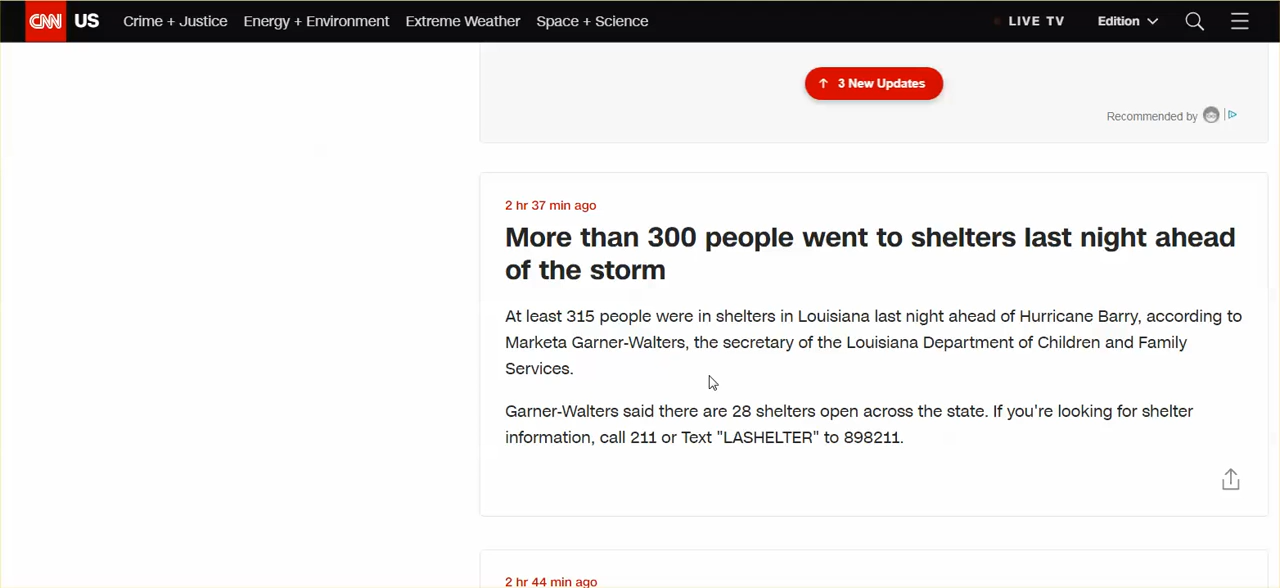 CNN US Crime + Justice Energy + Environment Extreme Weather Space + Science LIVE TV Edition
3 New Updates
Recommended by
2 hr 37 min ago
More than 300 people went to shelters last night ahead
of the storm
At least 315 people were in shelters in Louisiana last night ahead of Hurricane Barry, according to
Marketa Garner-Walters, the secretary of the Louisiana Department of Children and Family
Services.
Garner-Walters said there are 28 shelters open across the state. If you're looking for shelter
information, call 211 or Text "LASHELTER" to 898211.
2 hr 44 min ago